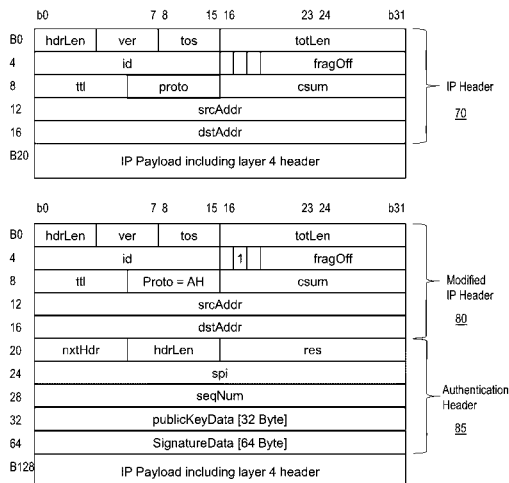 b0 7 8 15 16 23 24 b31
B0 hdrLen ver tos totLen
4 id fragOff
8 ttl proto csum
12 srcAddr
16 dstAddr
B20 IP Payload including layer 4 header
IP Header
70
b0 7 8 15 16 23 24 b31
B0 hdrLen ver tos totLen
4 id 1 fragOff
8 ttl Proto = AH csum
12 srcAddr
16 dstAddr
20 nxtHdr hdrLen res
24 spi
28 seqNum
32 publicKeyData [32 Byte]
64 SignatureData [64 Byte]
B128 IP Payload including layer 4 header
Modified
IP Header
80
Authentication
Header
85